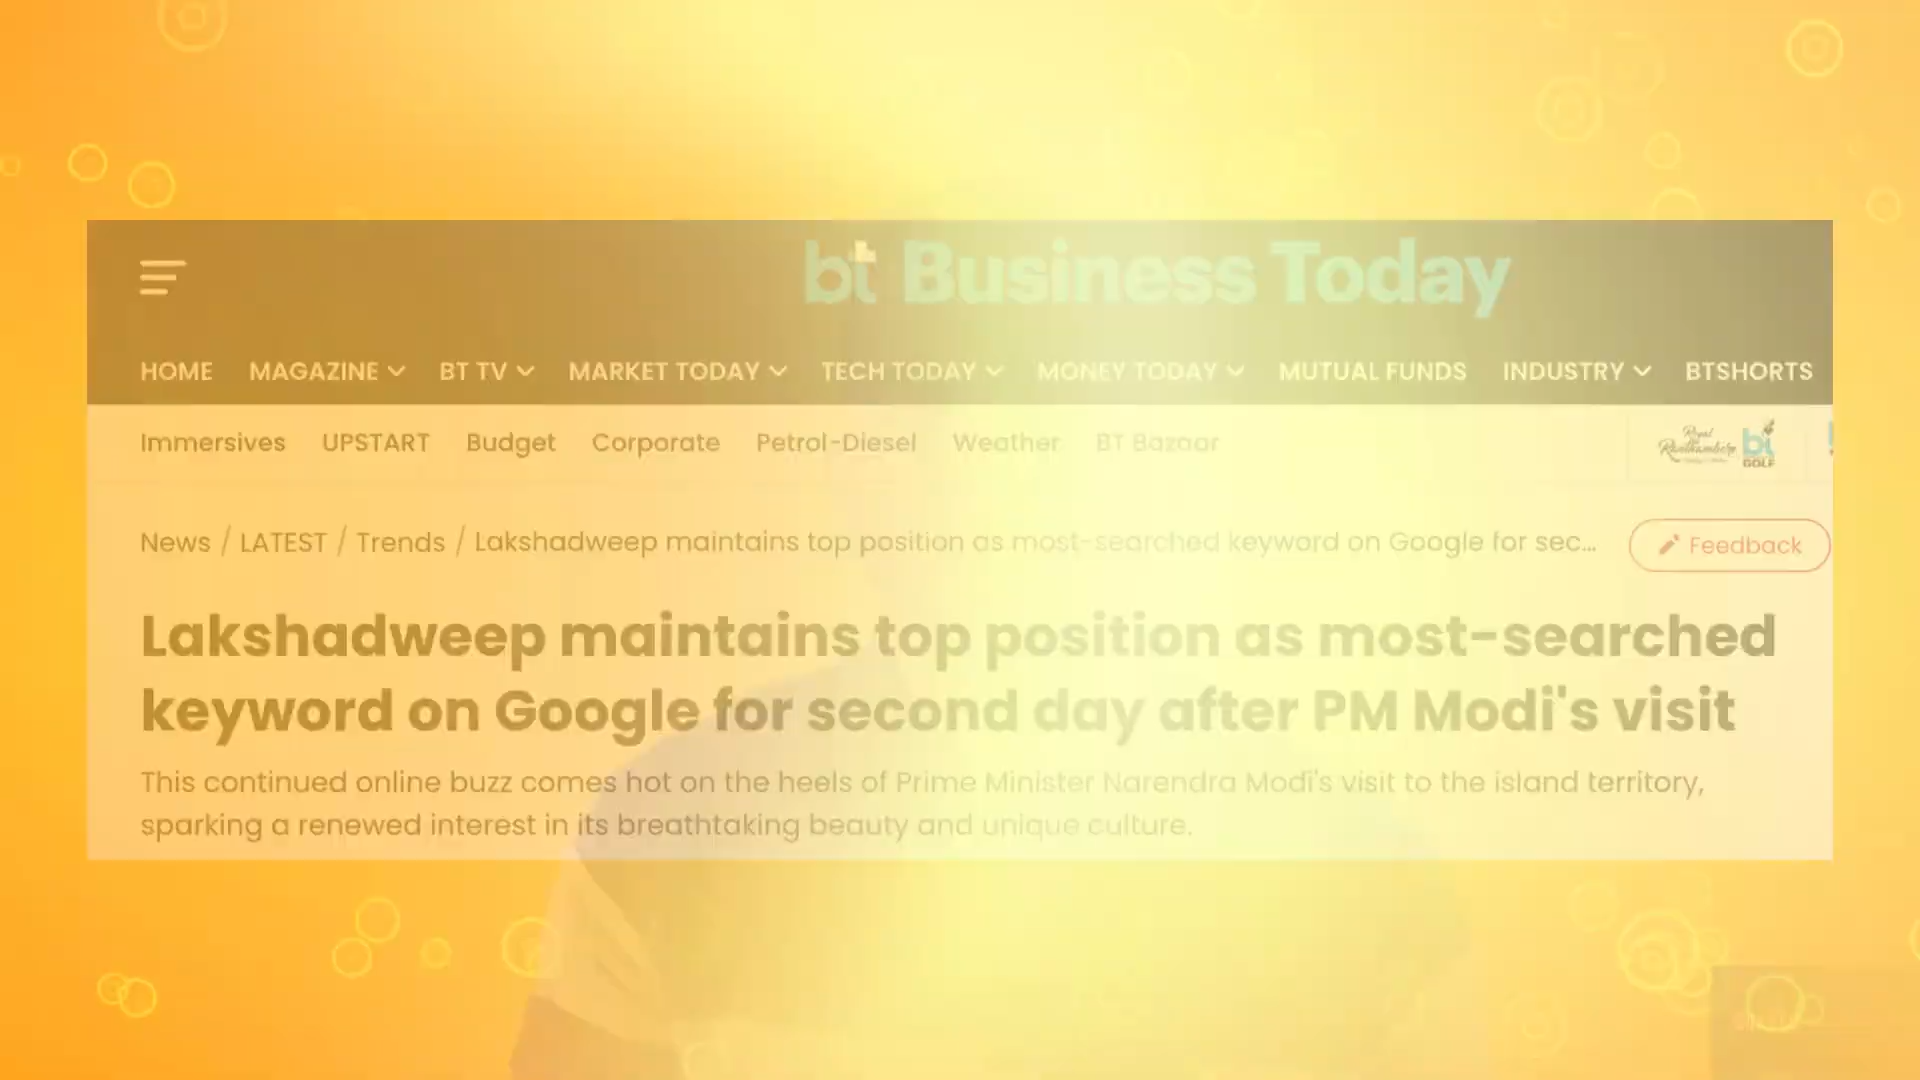 bt Business Today
HOME MAGAZINE BT TV MARKET TODAY TECH TODAY MONEY TODAY MUTUAL FUNDS INDUSTRY BTSHORTS
Immersives UPSTART Budget Corporate Petrol-Diesel Weather BT Bazaar
Royal Ranthambore bt GOLF
News / LATEST / Trends / Lakshadweep maintains top position as most-searched keyword on Google for sec...
Feedback
Lakshadweep maintains top position as most-searched
keyword on Google for second day after PM Modi's visit
This continued online buzz comes hot on the heels of Prime Minister Narendra Modi's visit to the island territory,
sparking a renewed interest in its breathtaking beauty and unique culture.